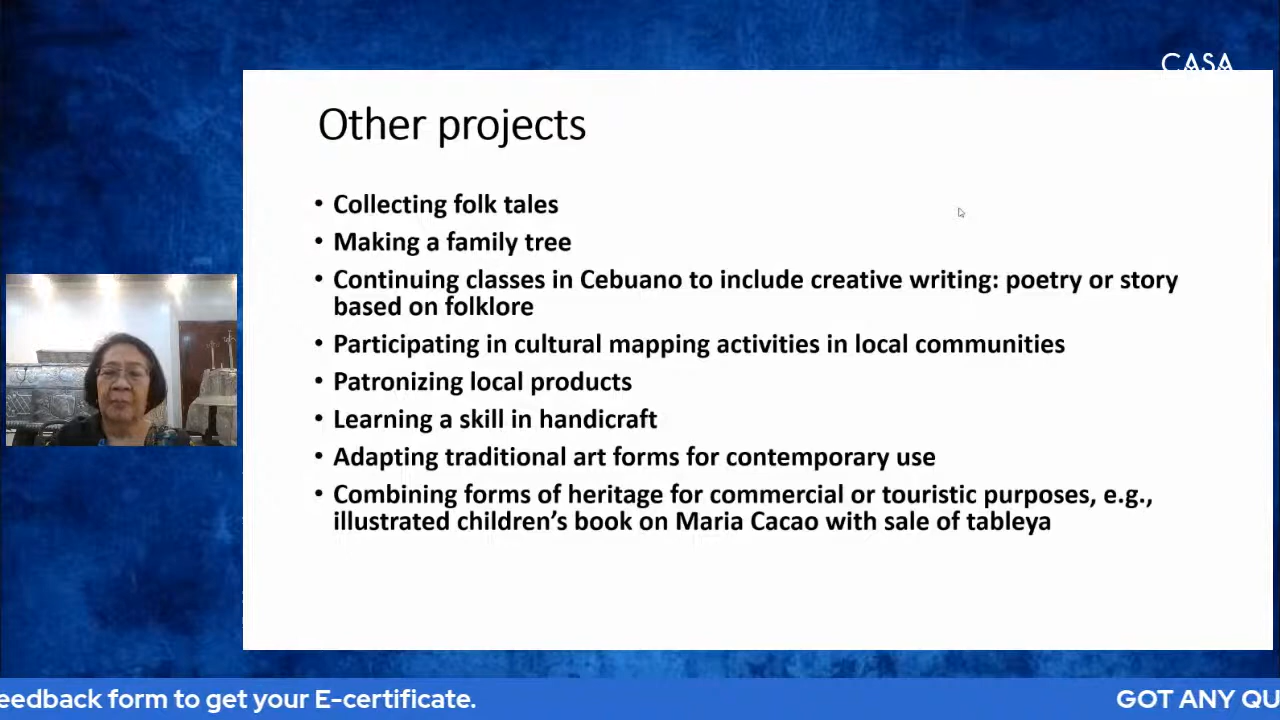 CASA
Other projects
• Collecting folk tales
• Making a family tree
• Continuing classes in Cebuano to include creative writing: poetry or story
based on folklore
• Participating in cultural mapping activities in local communities
• Patronizing local products
• Learning a skill in handicraft
• Adapting traditional art forms for contemporary use
• Combining forms of heritage for commercial or touristic purposes, e.g.,
illustrated children’s book on Maria Cacao with sale of tableya
eedback form to get your E-certificate.
GOT ANY QU